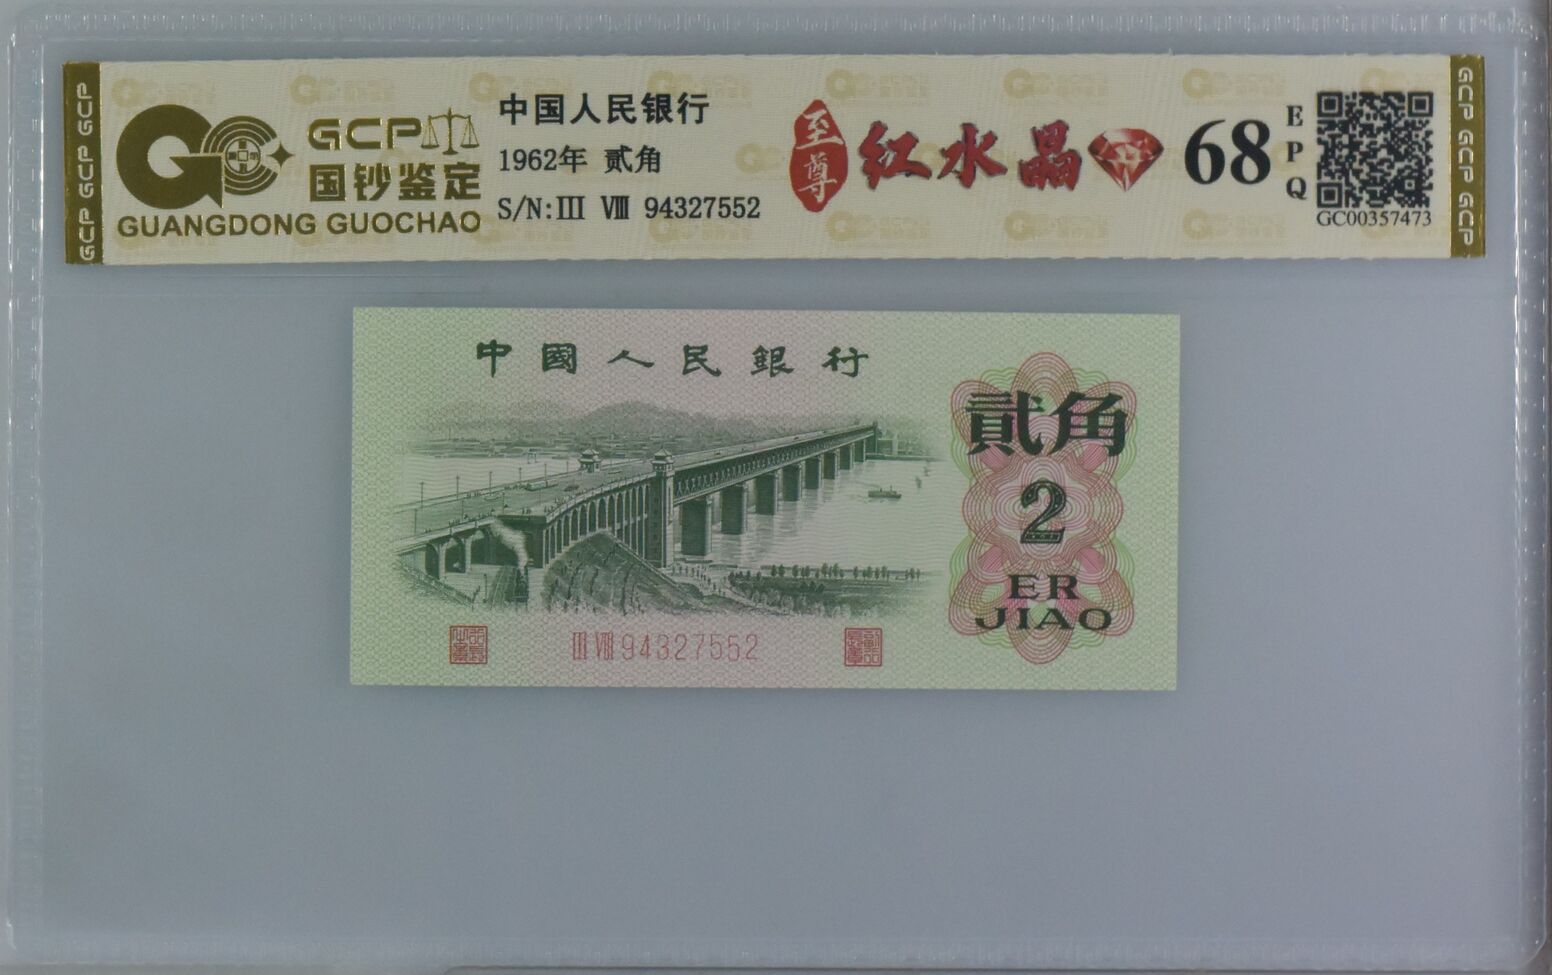 GCP GCP GCP
GCP
国钞鉴定
GUANGDONG GUOCHAO
中国人民银行
1962年 贰角
S/N:III VIII 94327552
至尊
红水晶
68
EPQ
GC00357473
GCP GCP GCP
中國人民銀行
貳角
2
ER
JIAO
III VIII 94327552